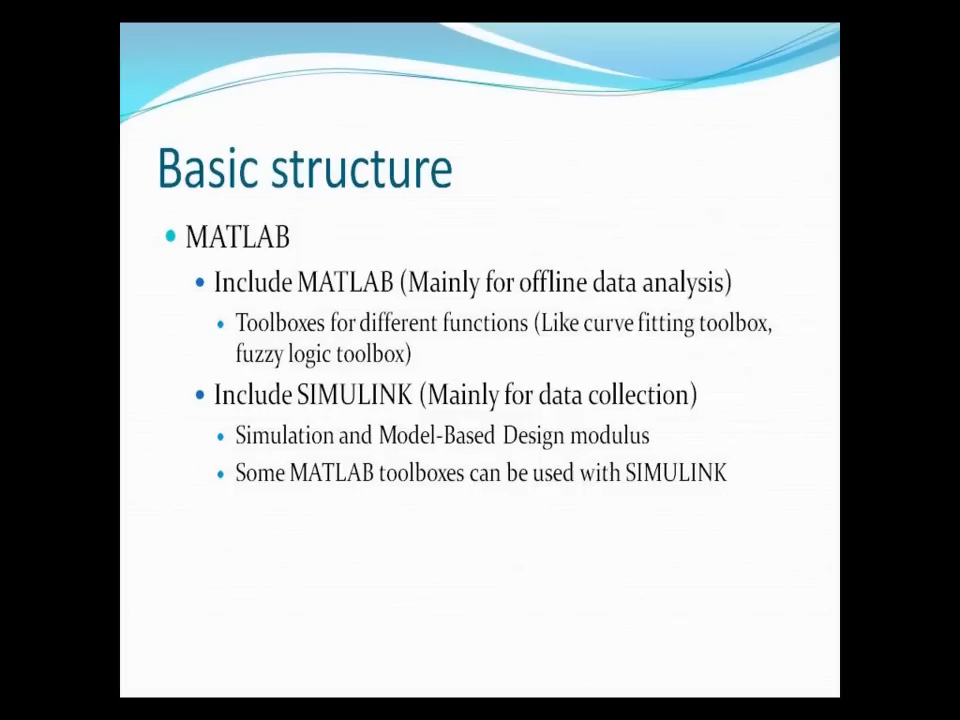 Basic structure
MATLAB
Include MATLAB (Mainly for offline data analysis)
Toolboxes for different functions (Like curve fitting toolbox,
fuzzy logic toolbox)
Include SIMULINK (Mainly for data collection)
Simulation and Model-Based Design modulus
Some MATLAB toolboxes can be used with SIMULINK